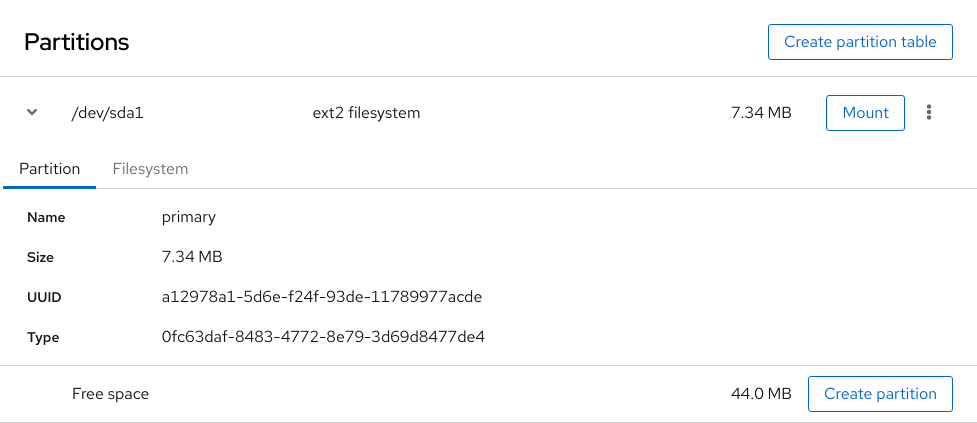 Partitions
Create partition table
/dev/sda1 ext2 filesystem 7.34 MB Mount
Partition Filesystem
Name primary
Size 7.34 MB
UUID a12978a1-5d6e-f24f-93de-11789977acde
Type 0fc63daf-8483-4772-8e79-3d69d8477de4
Free space 44.0 MB Create partition